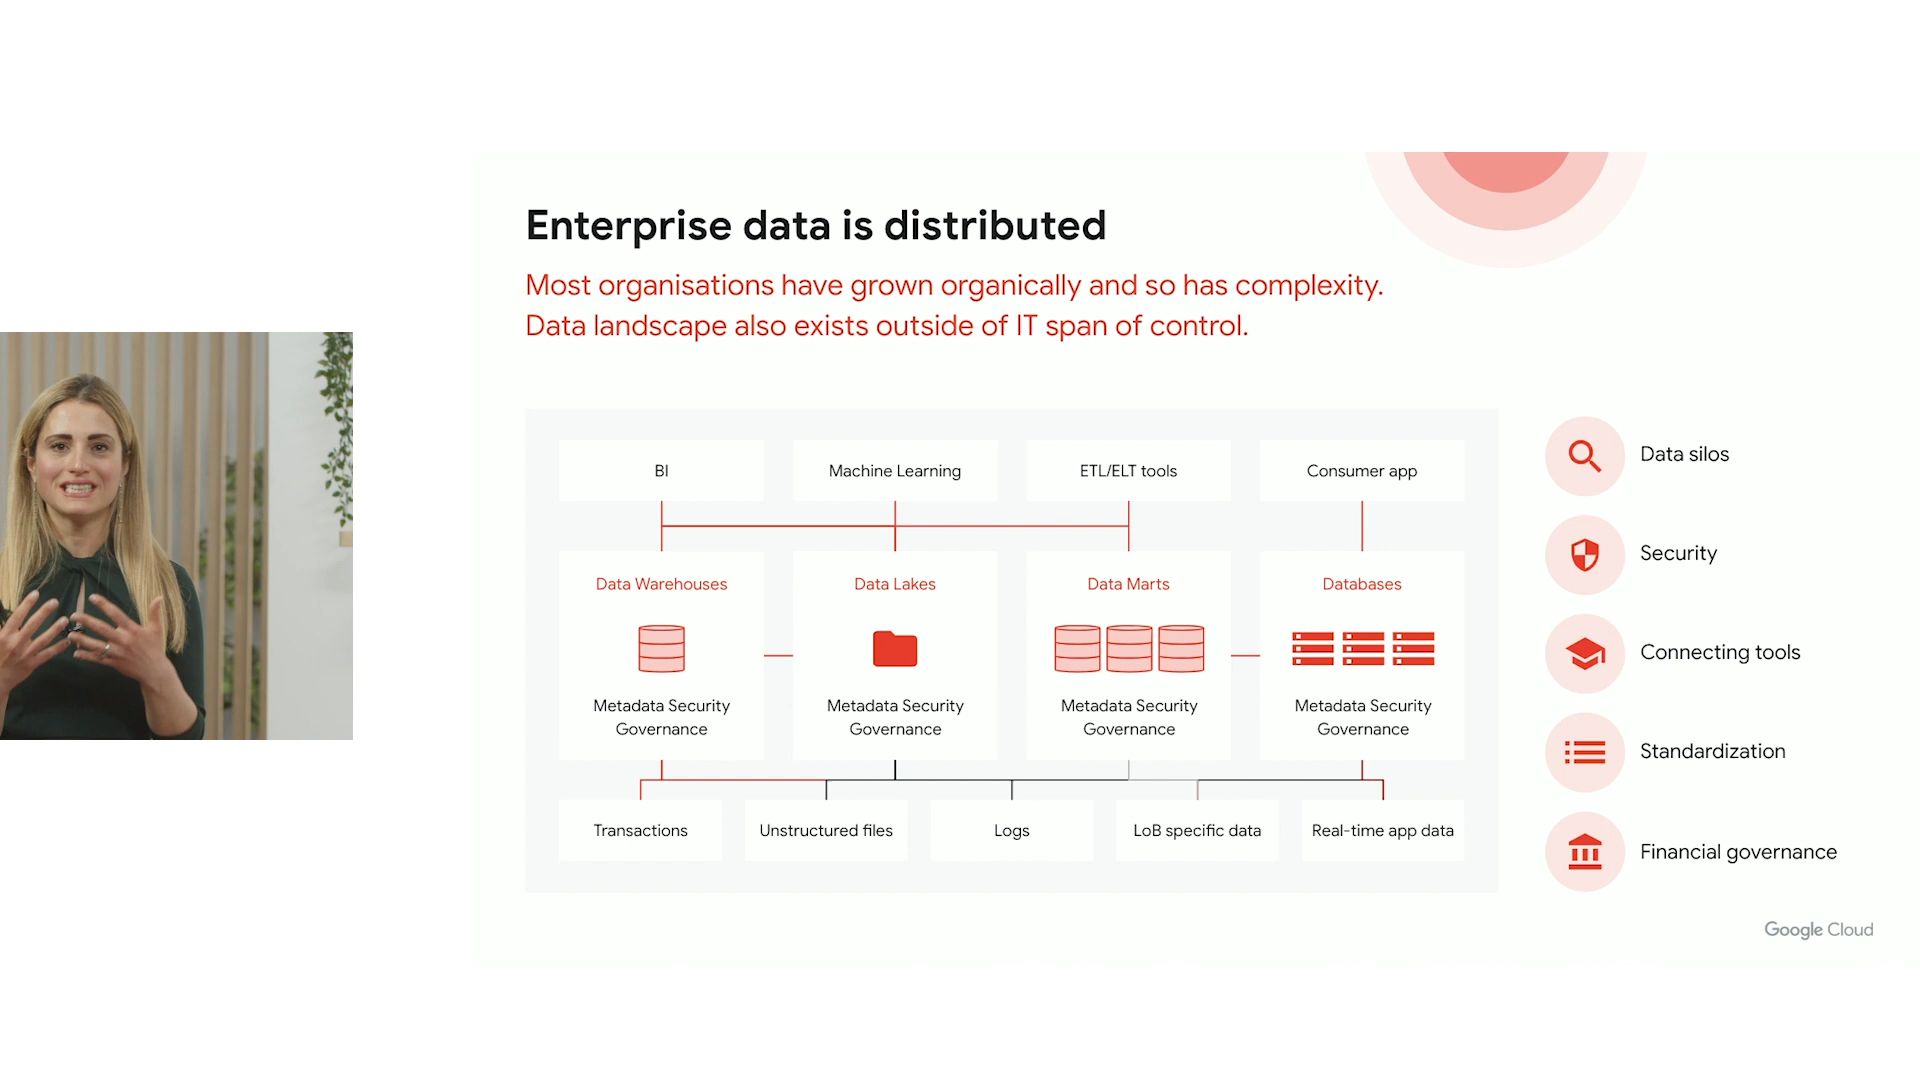 Enterprise data is distributed
Most organisations have grown organically and so has complexity.
Data landscape also exists outside of IT span of control.
BI
Machine Learning
ETL/ELT tools
Consumer app
Data Warehouses
Data Lakes
Data Marts
Databases
Metadata Security
Governance
Metadata Security
Governance
Metadata Security
Governance
Metadata Security
Governance
Transactions
Unstructured files
Logs
LoB specific data
Real-time app data
Data silos
Security
Connecting tools
Standardization
Financial governance
Google Cloud